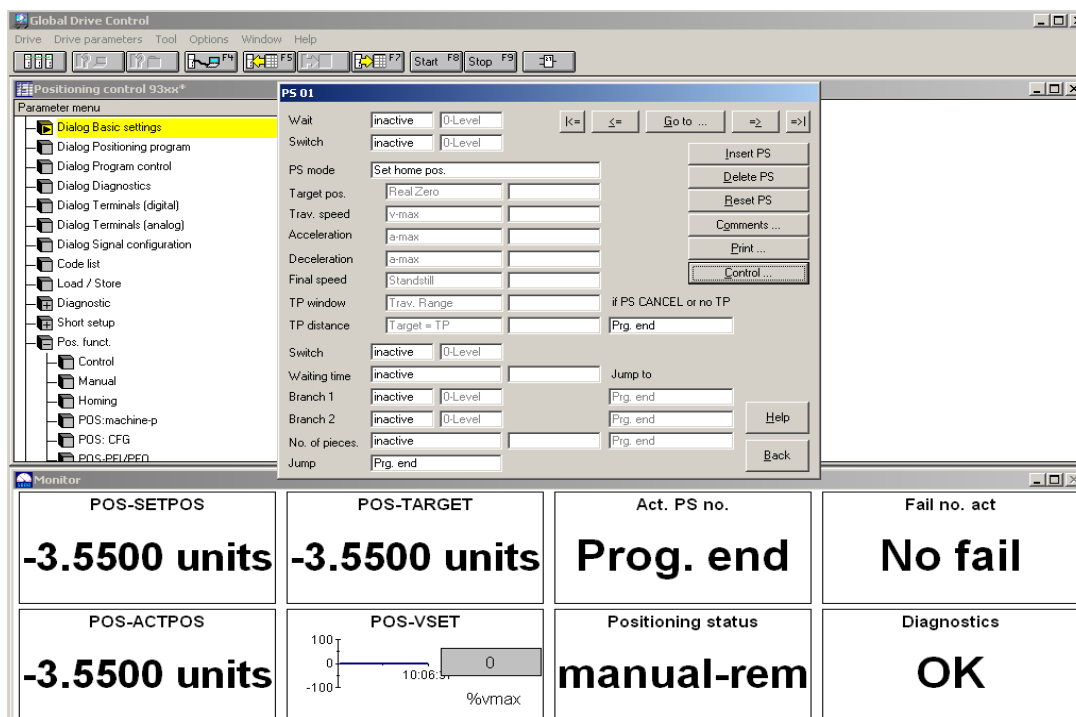 Global Drive Control
Drive Drive parameters Tool Options Window Help
F4 F5 F7 Start F8 Stop F9
Positioning control 93xx*
Parameter menu
Dialog Basic settings
Dialog Positioning program
Dialog Program control
Dialog Diagnostics
Dialog Terminals (digital)
Dialog Terminals (analog)
Dialog Signal configuration
Code list
Load / Store
Diagnostic
Short setup
Pos. funct.
Control
Manual
Homing
POS:machine-p
POS: CFG
POS-PFI/PFO
PS 01
Wait inactive 0-Level |<= <= Go to ... => =>|
Switch inactive 0-Level
Insert PS
PS mode Set home pos.
Delete PS
Target pos. Real Zero
Reset PS
Trav. speed v-max
Comments ...
Acceleration a-max
Print ...
Deceleration a-max
Control ...
Final speed Standstill
TP window Trav. Range if PS CANCEL or no TP
TP distance Target = TP Prg. end
Switch inactive 0-Level
Waiting time inactive Jump to
Branch 1 inactive 0-Level Prg. end
Branch 2 inactive 0-Level Prg. end
Help
No. of pieces. inactive Prg. end
Jump Prg. end
Back
Monitor
POS-SETPOS POS-TARGET Act. PS no. Fail no. act
-3.5500 units -3.5500 units Prog. end No fail
POS-ACTPOS POS-VSET Positioning status Diagnostics
-3.5500 units manual-rem OK
100
0
-100
0
%vmax